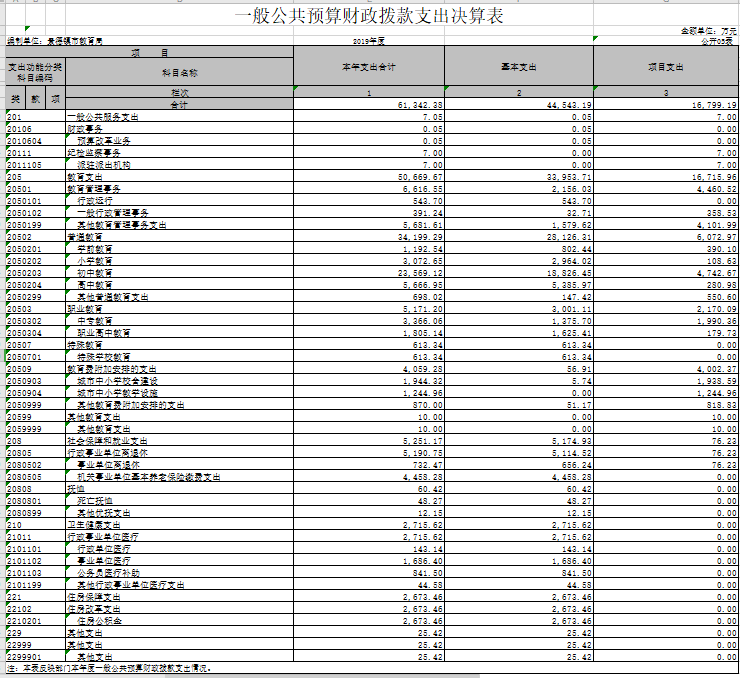 一般公共预算财政拨款支出决算表
金额单位：万元
编制单位：景德镇市教育局 2019年度 公开05表
项 目 本年支出合计 基本支出 项目支出
支出功能分类科目编码 科目名称
类 款 项 栏次 1 2 3
合计 61,342.38 44,543.19 16,799.19
201 一般公共服务支出 7.05 0.05 7.00
20106 财政事务 0.05 0.05 0.00
2010604 预算改革业务 0.05 0.05 0.00
20111 纪检监察事务 7.00 0.00 7.00
2011105 派驻派出机构 7.00 0.00 7.00
205 教育支出 50,669.67 33,953.71 16,715.96
20501 教育管理事务 6,616.55 2,156.03 4,460.52
2050101 行政运行 543.70 543.70 0.00
2050102 一般行政管理事务 391.24 32.71 358.53
2050199 其他教育管理事务支出 5,681.61 1,579.62 4,101.99
20502 普通教育 34,199.29 28,126.31 6,072.97
2050201 学前教育 1,192.54 802.44 390.10
2050202 小学教育 3,072.65 2,964.02 108.63
2050203 初中教育 23,569.12 18,826.45 4,742.67
2050204 高中教育 5,666.95 5,385.97 280.98
2050299 其他普通教育支出 698.02 147.42 550.60
20503 职业教育 5,171.20 3,001.11 2,170.09
2050302 中专教育 3,366.06 1,375.70 1,990.36
2050304 职业高中教育 1,805.14 1,625.41 179.73
20507 特殊教育 613.34 613.34 0.00
2050701 特殊学校教育 613.34 613.34 0.00
20509 教育费附加安排的支出 4,059.28 56.91 4,002.37
2050903 城市中小学校舍建设 1,944.32 5.74 1,938.59
2050904 城市中小学教学设施 1,244.96 0.00 1,244.96
2050999 其他教育费附加安排的支出 870.00 51.17 818.83
20599 其他教育支出 10.00 0.00 10.00
2059999 其他教育支出 10.00 0.00 10.00
208 社会保障和就业支出 5,251.17 5,174.93 76.23
20805 行政事业单位离退休 5,190.75 5,114.52 76.23
2080502 事业单位离退休 732.47 656.24 76.23
2080505 机关事业单位基本养老保险缴费支出 4,458.28 4,458.28 0.00
20808 抚恤 60.42 60.42 0.00
2080801 死亡抚恤 48.27 48.27 0.00
2080899 其他优抚支出 12.15 12.15 0.00
210 卫生健康支出 2,715.62 2,715.62 0.00
21011 行政事业单位医疗 2,715.62 2,715.62 0.00
2101101 行政单位医疗 143.14 143.14 0.00
2101102 事业单位医疗 1,686.40 1,686.40 0.00
2101103 公务员医疗补助 841.50 841.50 0.00
2101199 其他行政事业单位医疗支出 44.58 44.58 0.00
221 住房保障支出 2,673.46 2,673.46 0.00
22102 住房改革支出 2,673.46 2,673.46 0.00
2210201 住房公积金 2,673.46 2,673.46 0.00
229 其他支出 25.42 25.42 0.00
22999 其他支出 25.42 25.42 0.00
2299901 其他支出 25.42 25.42 0.00
注：本表反映部门本年度一般公共预算财政拨款支出情况。